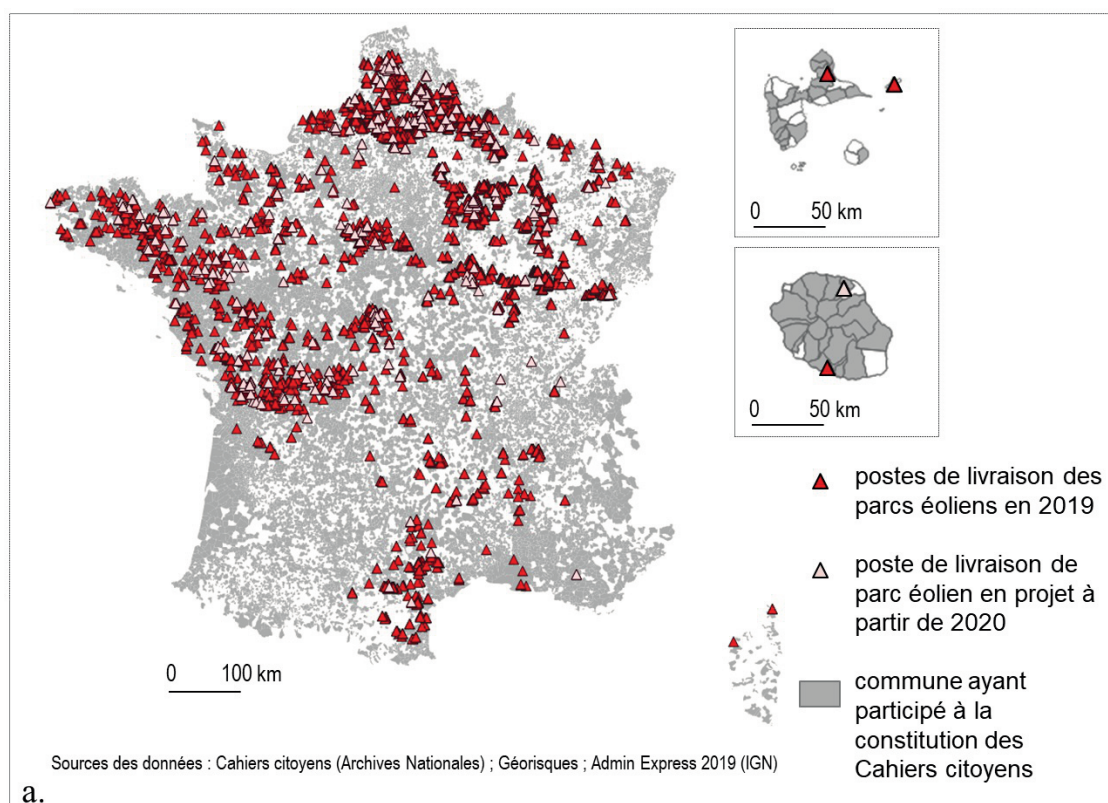 0 50 km
0 50 km
postes de livraison des
parcs éoliens en 2019
poste de livraison de
parc éolien en projet à
partir de 2020
0 100 km
commune ayant
participé à la
constitution des
Cahiers citoyens
Sources des données : Cahiers citoyens (Archives Nationales) ; Géorisques ; Admin Express 2019 (IGN)
a.